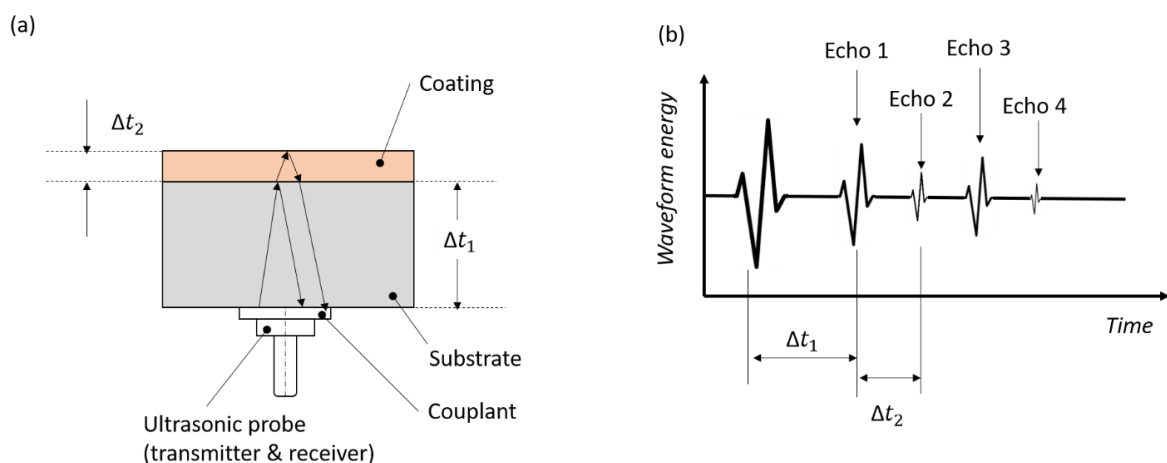 (a)
Coating
Δt₂
Δt₁
Substrate
Couplant
Ultrasonic probe
(transmitter & receiver)
(b)
Echo 1
Echo 3
Echo 2
Echo 4
Waveform energy
Time
Δt₁
Δt₂